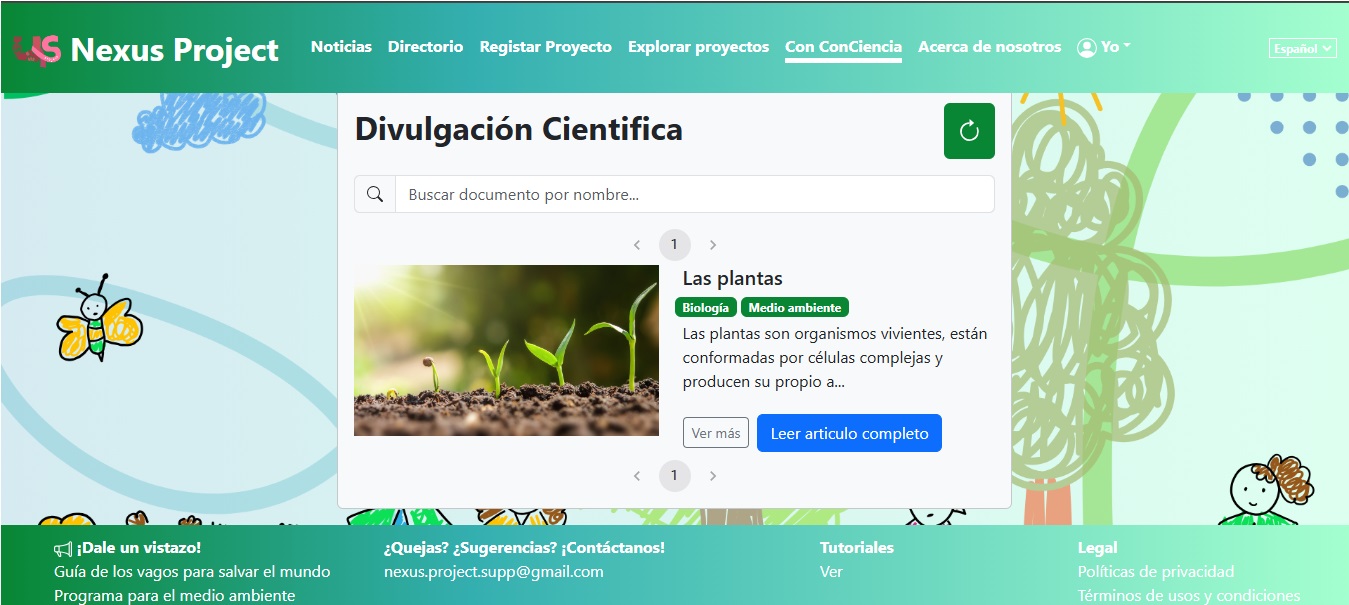 Nexus Project
Noticias Directorio Registar Proyecto Explorar proyectos Con ConCiencia Acerca de nosotros Yo
Español
Divulgación Cientifica
Buscar documento por nombre...
1
Las plantas
Biología Medio ambiente
Las plantas son organismos vivientes, están
conformadas por células complejas y
producen su propio a...
Ver más Leer articulo completo
1
¡Dale un vistazo!
Guía de los vagos para salvar el mundo
Programa para el medio ambiente
¿Quejas? ¿Sugerencias? ¡Contáctanos!
nexus.project.supp@gmail.com
Tutoriales
Ver
Legal
Políticas de privacidad
Términos de usos y condiciones